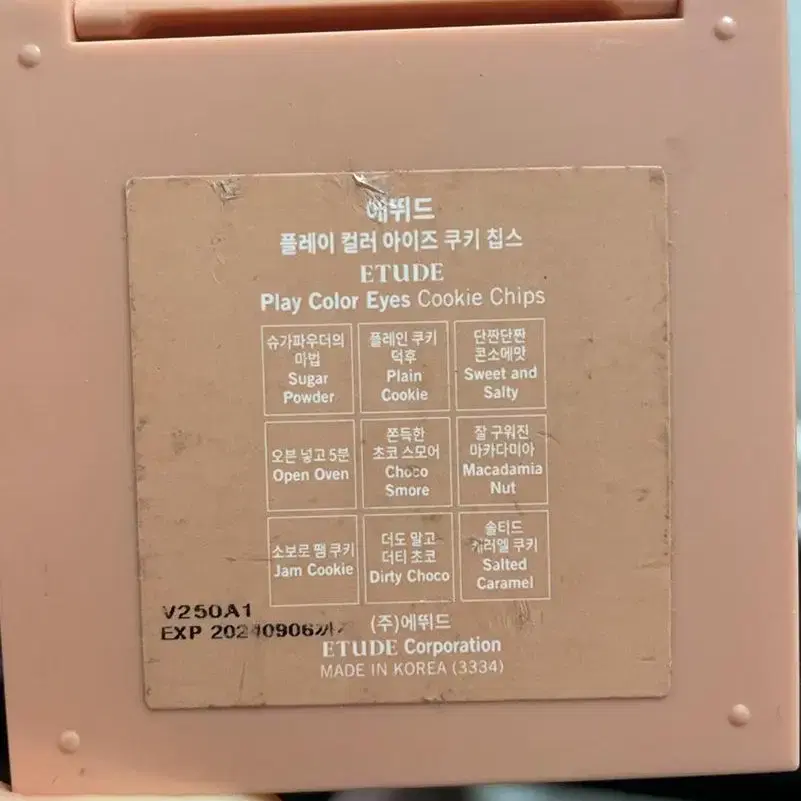 에뛰드
플레이 컬러 아이즈 쿠키 칩스
ETUDE
Play Color Eyes Cookie Chips
슈가파우더의
마법
Sugar
Powder
플레인 쿠키
덕후
Plain
Cookie
단짠단짠
콘소메맛
Sweet and
Salty
오븐 넣고 5분
Open Oven
쫀득한
초코 스모어
Choco
Smore
잘 구워진
마카다미아
Macadamia
Nut
소보로 쨈 쿠키
Jam Cookie
더도 말고
더티 초코
Dirty Choco
솔티드
캐러멜 쿠키
Salted
Caramel
V250A1
EXP
(주)에뛰드
ETUDE Corporation
MADE IN KOREA (3334)